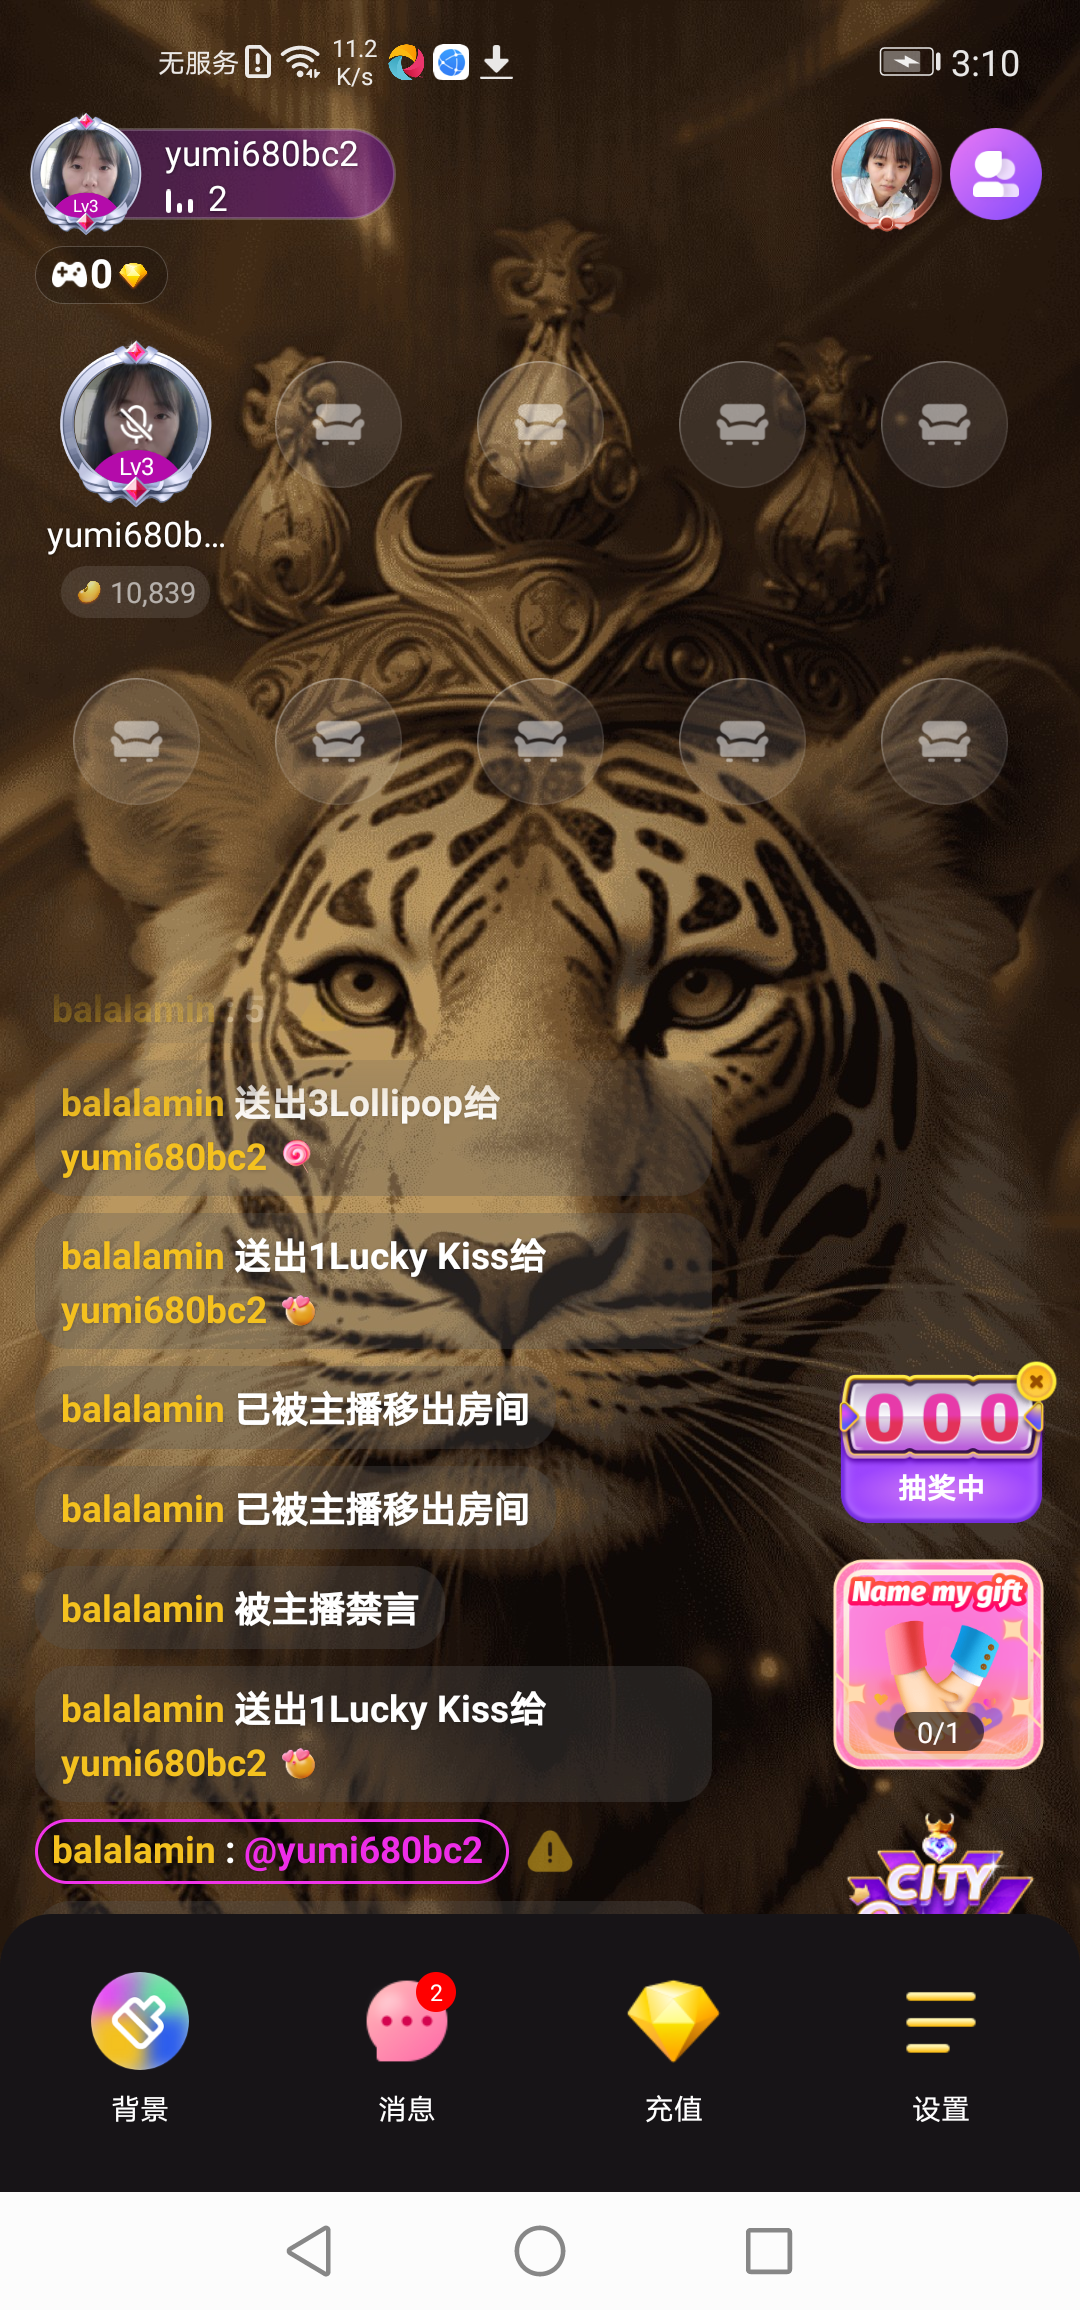 无服务 11.2 K/s 3:10
yumi680bc2
2
Lv3
0
Lv3
yumi680b...
10,839
balalamin : 5
balalamin 送出3Lollipop给
yumi680bc2
balalamin 送出1Lucky Kiss给
yumi680bc2
balalamin 已被主播移出房间
balalamin 已被主播移出房间
balalamin 被主播禁言
balalamin 送出1Lucky Kiss给
yumi680bc2
balalamin : @yumi680bc2
000
抽奖中
Name my gift
0/1
CITY
2
背景 消息 充值 设置